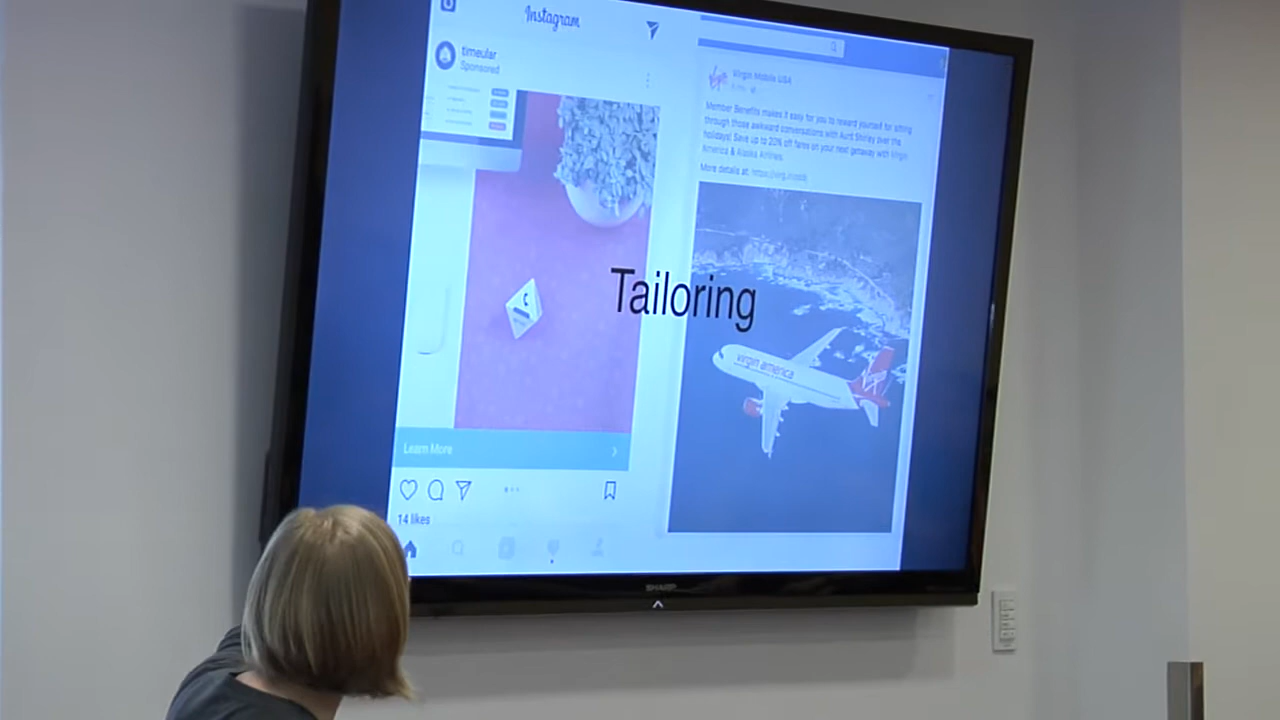 Instagram
timeular
Sponsored
Virgin Mobile USA
Member Benefits makes it easy for you to reward yourself for sitting
through those awkward conversations with Aunt Shirley over the
holidays! Save up to 20% off fares on your next getaway with Virgin
America & Alaska Airlines.
More details at:
Tailoring
virgin america
Learn More
14 likes
SHARP